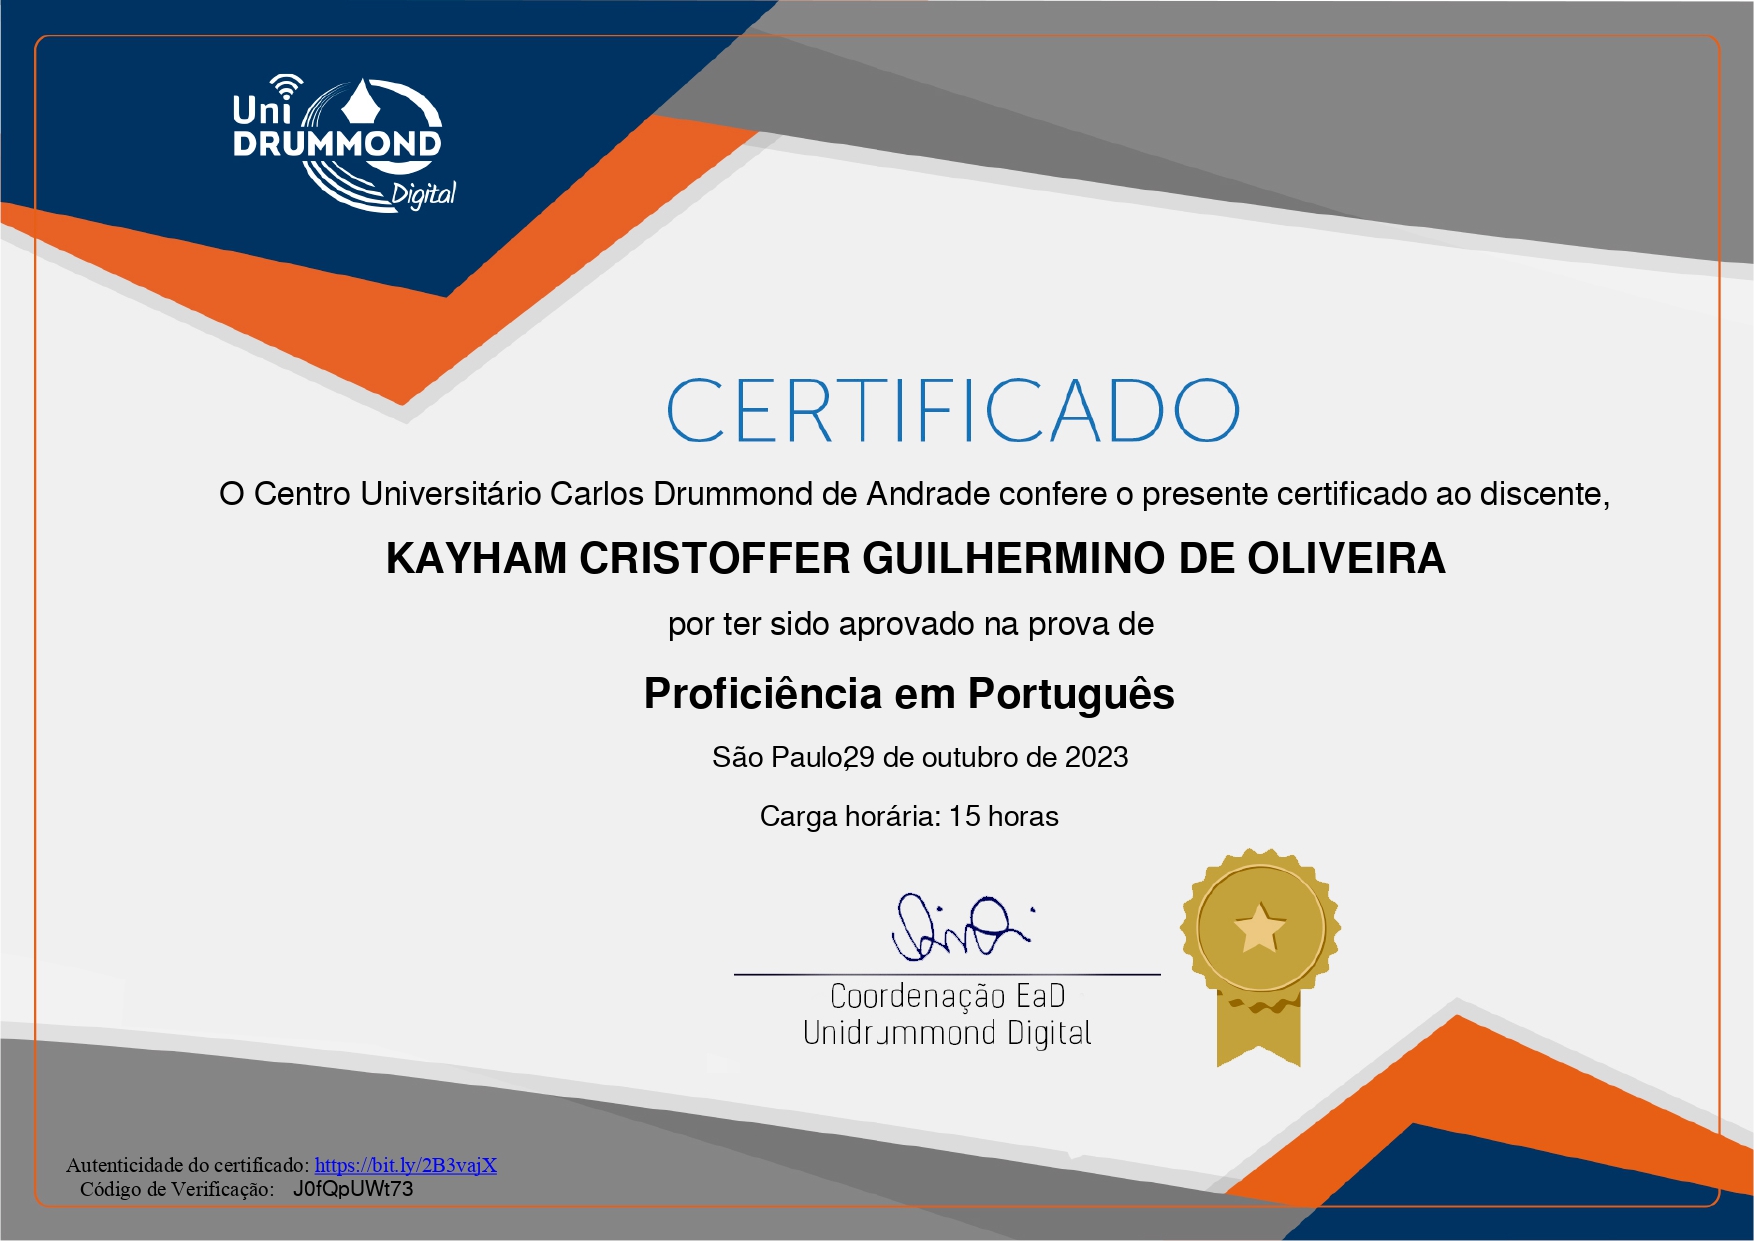 Uni
DRUMMOND
Digital
CERTIFICADO
O Centro Universitário Carlos Drummond de Andrade confere o presente certificado ao discente,
KAYHAM CRISTOFFER GUILHERMINO DE OLIVEIRA
por ter sido aprovado na prova de
Proficiência em Português
São Paulo, 29 de outubro de 2023
Carga horária: 15 horas
Coordenação EaD
Unidrummond Digital
Autenticidade do certificado: https://bit.ly/2B3vajX
Código de Verificação: J0fQpUWt73